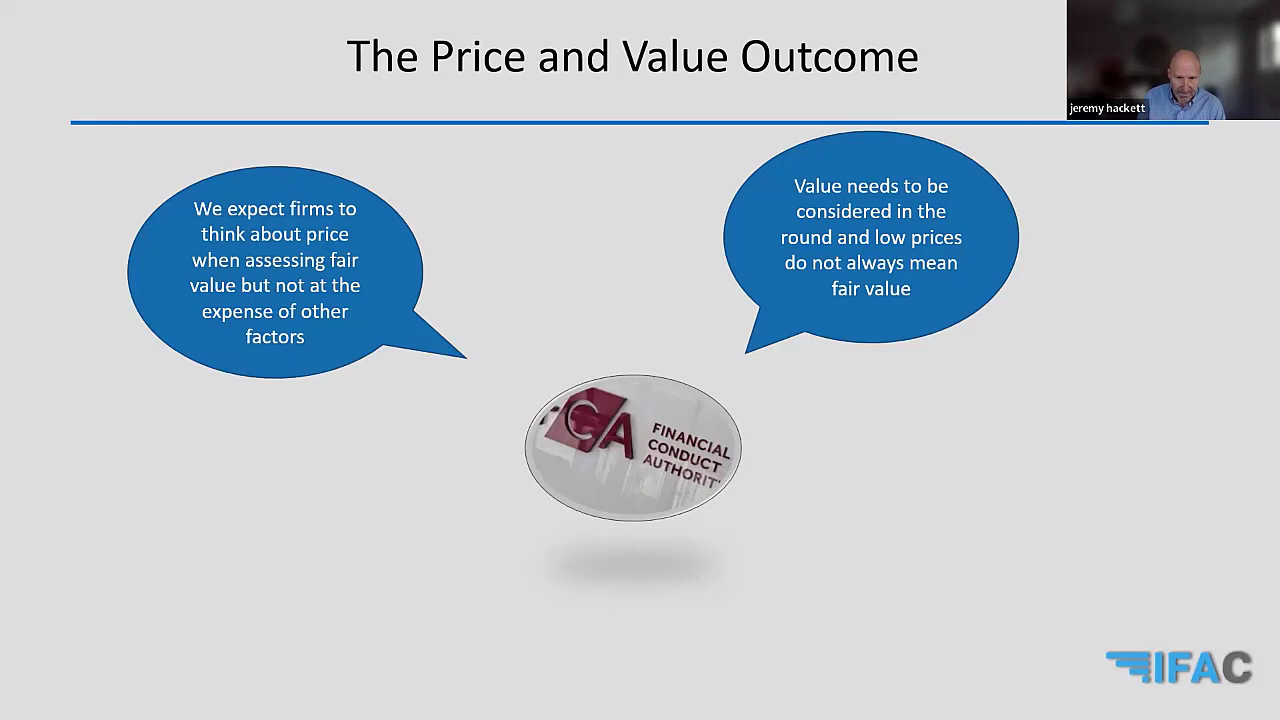 The Price and Value Outcome
jeremy hackett
We expect firms to
think about price
when assessing fair
value but not at the
expense of other
factors
Value needs to be
considered in the
round and low prices
do not always mean
fair value
CA
FINANCIAL
CONDUCT
AUTHORIT
IFAC